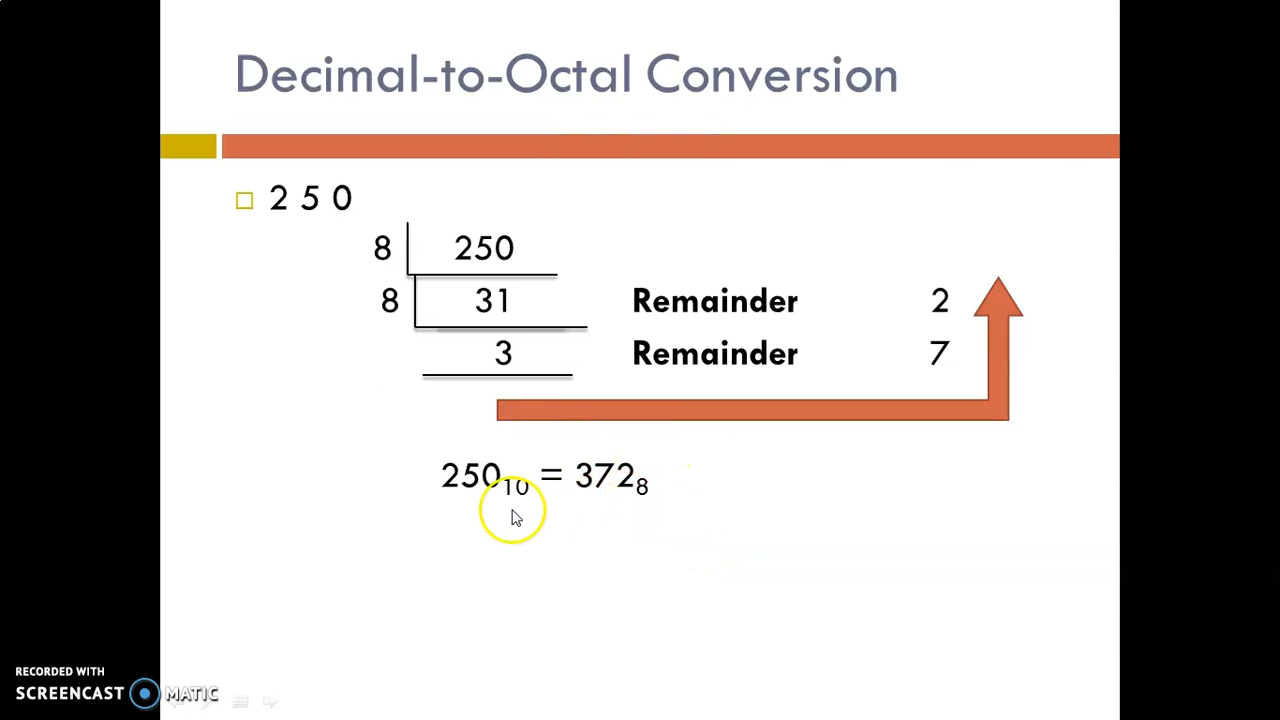 Decimal-to-Octal Conversion
2 5 0
8 250
8 31 Remainder 2
3 Remainder 7
250₁₀ = 372₈
RECORDED WITH
SCREENCAST MATIC